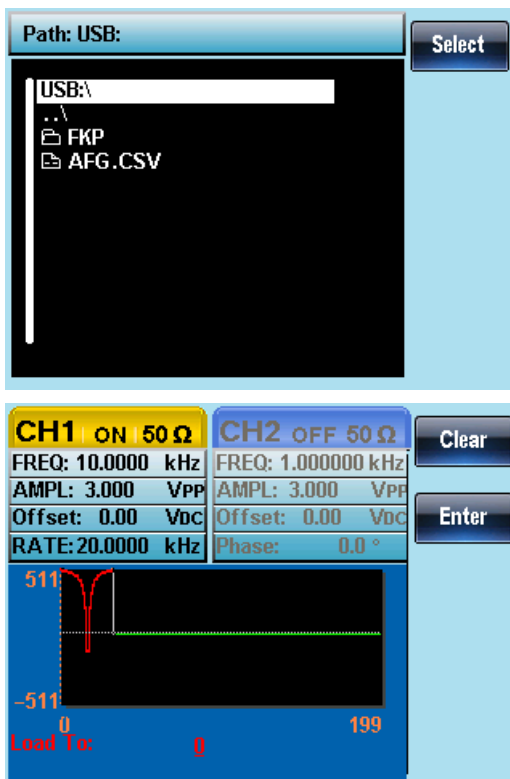 Path: USB:
Select
USB:\
..\
FKP
AFG.CSV
CH1 ON 50 Ω
CH2 OFF 50 Ω
Clear
FREQ: 10.0000 kHz
FREQ: 1.000000 kHz
AMPL: 3.000 VPP
AMPL: 3.000 VPP
Offset: 0.00 VDC
Offset: 0.00 VDC
Enter
RATE: 20.0000 kHz
Phase: 0.0 °
511
-511
0
199
Load To: 0